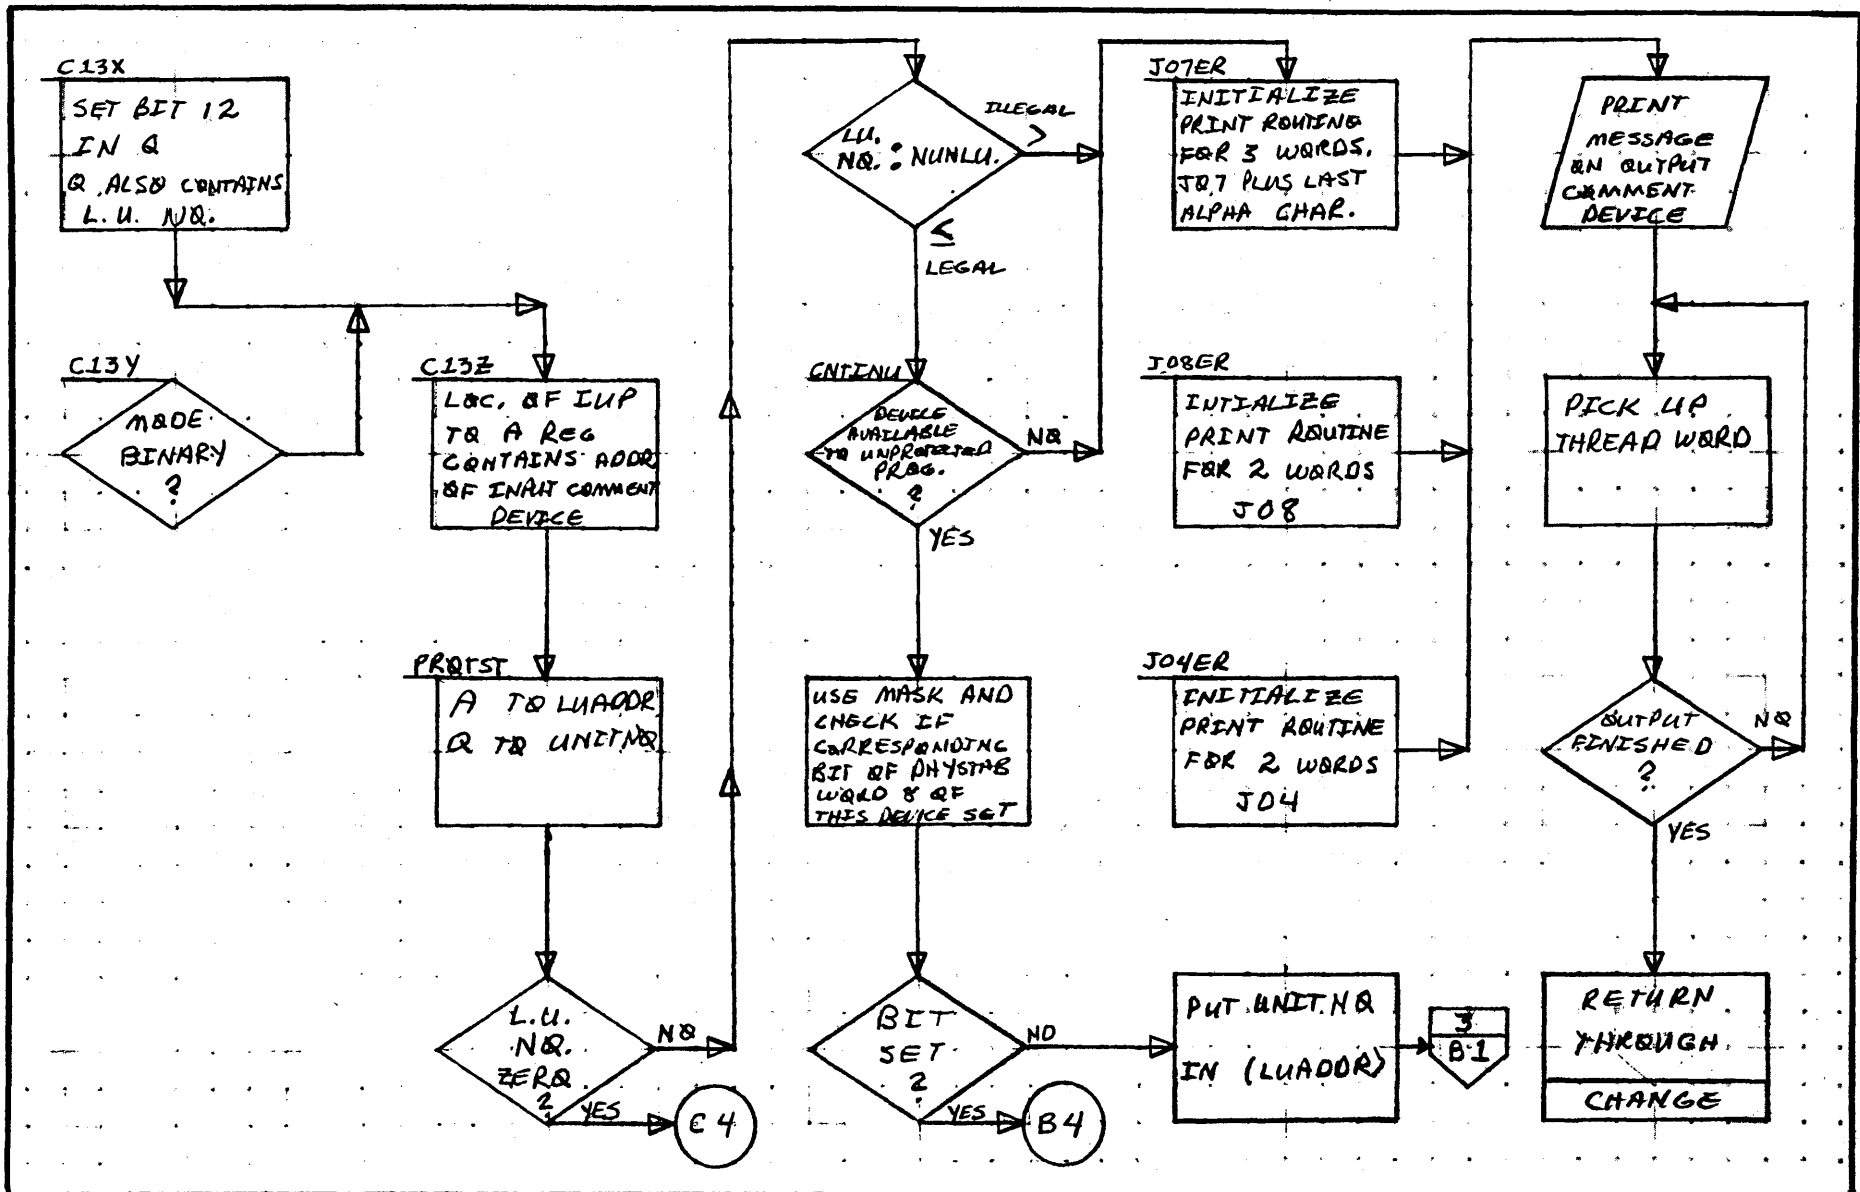 C13X
SET BIT 12
IN Q
Q ALSO CONTAINS
L. U. NO.
C13Y
MODE
BINARY
?
C13Z
LOC. OF IUP
TO A REG
CONTAINS ADDR
OF INPUT COMMENT
DEVICE
PROTST
A TO LUADDR
Q TO UNITNO
L.U.
NO.
ZERO
?
NO
YES
C4
LU.
NO. : NUNLU.
ILLEGAL
>
≤
LEGAL
CNTINU
DEVICE
AVAILABLE
TO UNPROTECTED
PROG.
?
NO
YES
USE MASK AND
CHECK IF
CORRESPONDING
BIT OF PHYSTAB
WORD 8 OF
THIS DEVICE SET
BIT
SET
?
NO
YES
B4
J07ER
INITIALIZE
PRINT ROUTING
FOR 3 WORDS.
J07 PLUS LAST
ALPHA CHAR.
J08ER
INTIALIZE
PRINT ROUTINE
FOR 2 WORDS
J08
J04ER
INITIALIZE
PRINT ROUTINE
FOR 2 WORDS
J04
PUT UNIT NO
IN (LUADDR)
3
B1
PRINT
MESSAGE
ON OUTPUT
COMMENT
DEVICE
PICK UP
THREAD WORD
OUTPUT
FINISHED
?
NO
YES
RETURN
THROUGH
CHANGE